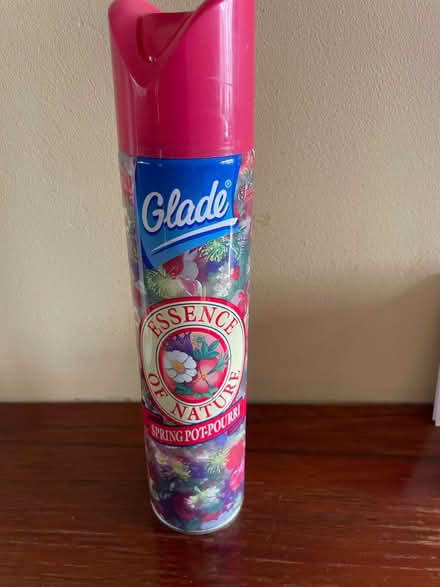 Glade®
ESSENCE
OF NATURE
SPRING POT-POURRI